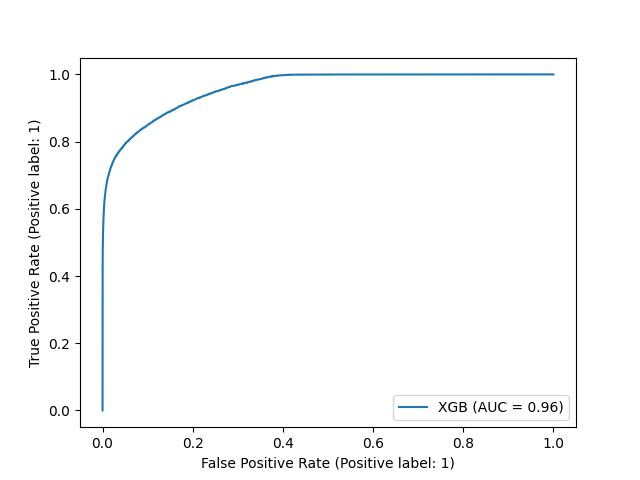 1.0
0.8
0.6
0.4
0.2
0.0
True Positive Rate (Positive label: 1)
XGB (AUC = 0.96)
0.0 0.2 0.4 0.6 0.8 1.0
False Positive Rate (Positive label: 1)